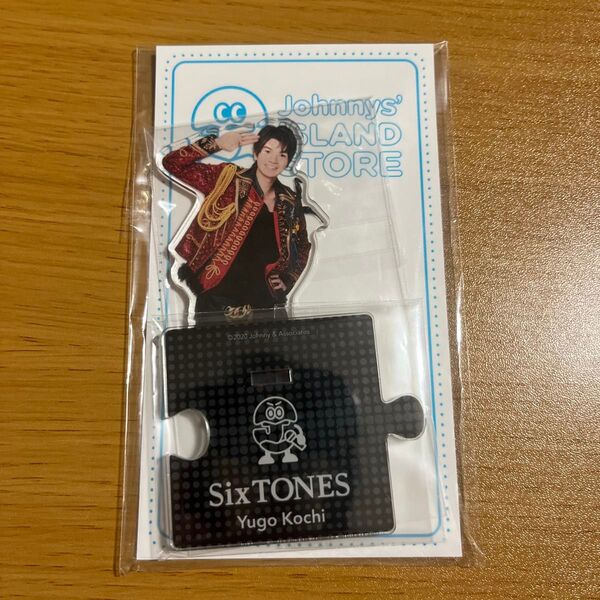 Johnnys'
ISLAND
STORE
©2020 Johnny & Associates
SixTONES
Yugo Kochi